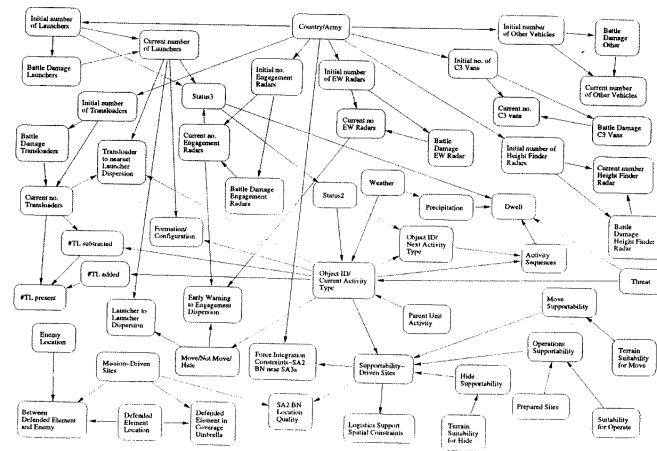 Initial number
of Launchers
Country/Army
Initial number
of Other Vehicles
Battle
Damage
Other
Current number
of Launchers
Battle Damage
Launchers
Initial no. of
C3 Vans
Current number
of Other Vehicles
Initial no.
Engagement
Radars
Initial number
of EW Radars
Status3
Initial number
of Transloaders
Current no.
C3 vans
Battle Damage
C3 Vans
Current no
EW Radars
Current no.
Engagement
Radars
Battle
Damage
Transloaders
Transloader
to nearest
Launcher
Dispersion
Battle
Damage
EW Radar
Initial number of
Height Finder
Radars
Current number
Height Finder
Radar
Battle Damage
Engagement
Radars
Current no.
Transloaders
Status2
Weather
Precipitation
Dwell
Battle
Damage
Height Finder
Radar
#TL subtracted
Formation/
Configuration
Object ID/
Next Activity
Type
Activity
Sequences
#TL added
Object ID/
Current Activity
Type
Threat
#TL present
Launcher to
Launcher
Dispersion
Early Warning
to Engagement
Dispersion
Parent Unit
Activity
Move
Supportability
Enemy
Location
Mission-Driven
Sites
Move/Not Move/
Hide
Force Integration
Constraints-SA2
BN near SA3s
Supportability-
Driven Sites
Operations
Supportability
Terrain
Suitability
for Move
Hide
Supportability
Between
Defended Element
and Enemy
Defended
Element
Location
Defended
Element in
Coverage
Umbrella
SA2 BN
Location
Quality
Logistics Support
Spatial Constraints
Terrain
Suitability
for Hide
Prepared Sites
Suitability
for Operate